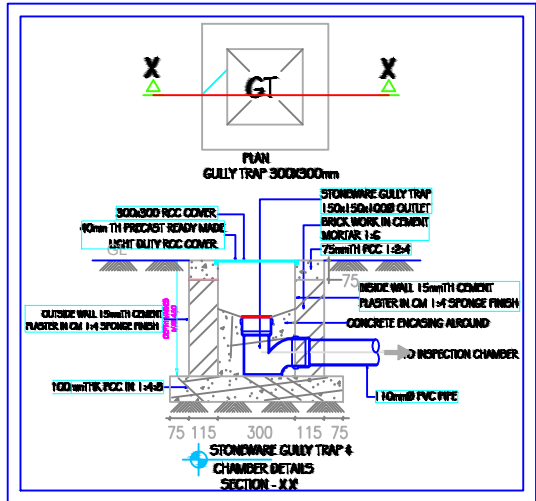 X
X
GT
PLAN
GULLY TRAP 300X300mm
300x300 RCC COVER
40mm TH PRECAST READY MADE
LIGHT DUTY RCC COVER
GL
STONEWARE GULLY TRAP
150x150x100Ø OUTLET
BRICK WORK IN CEMENT
MORTAR 1:6
75mmTH PCC 1:2:4
75
INSIDE WALL 15mmTH CEMENT
PLASTER IN CM 1:4 SPONGE FINISH
OUTSIDE WALL 15mmTH CEMENT
PLASTER IN CM 1:4 SPONGE FINISH
CONCRETE ENCASING ALROUND
TO INSPECTION CHAMBER
100mmTHK PCC IN 1:4:8
110mmØ PVC PIPE
75 115 300 115 75
STONEWARE GULLY TRAP &
CHAMBER DETAILS
SECTION - X X'